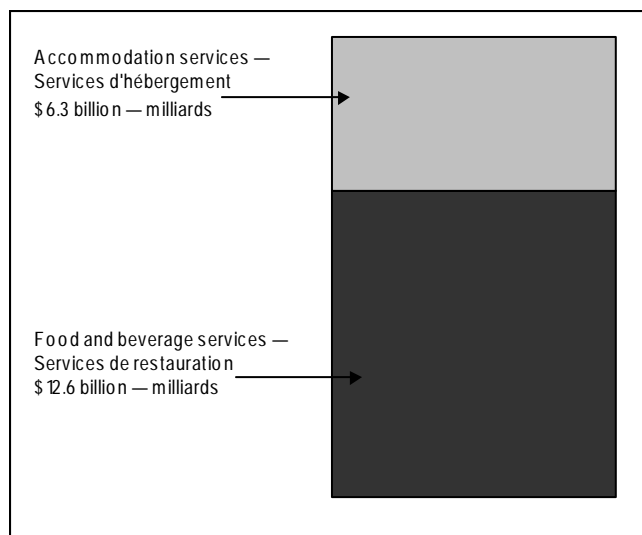 Accommodation services —
Services d'hébergement
$6.3 billion — milliards
Food and beverage services —
Services de restauration
$12.6 billion — milliards